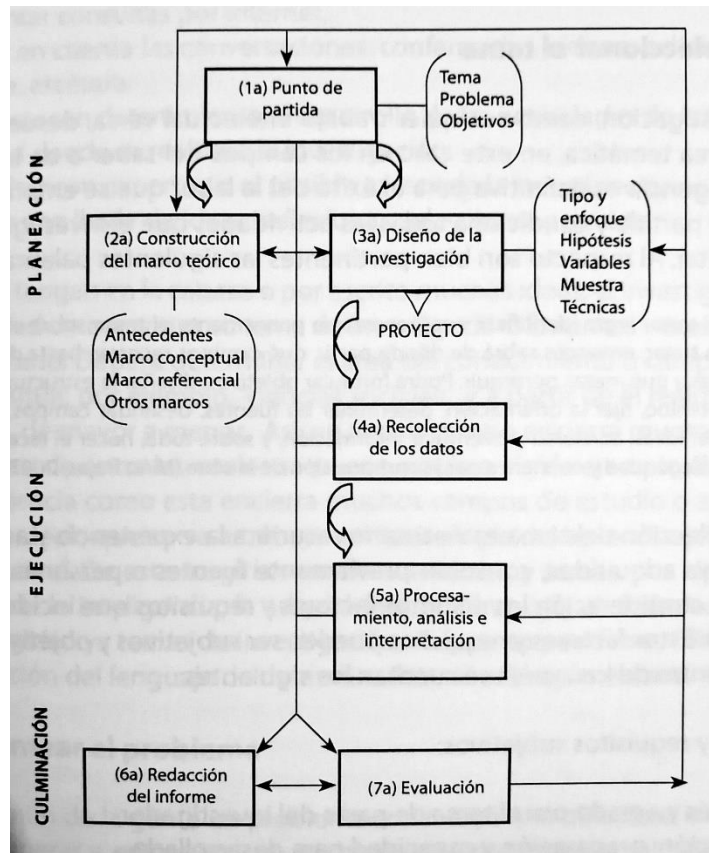 (1a) Punto de
partida
Tema
Problema
Objetivos
PLANEACIÓN
(2a) Construcción
del marco teórico
(3a) Diseño de la
investigación
Tipo y
enfoque
Hipótesis
Variables
Muestra
Técnicas
Antecedentes
Marco conceptual
Marco referencial
Otros marcos
PROYECTO
EJECUCIÓN
(4a) Recolección
de los datos
(5a) Procesa-
miento, análisis e
interpretación
CULMINACIÓN
(6a) Redacción
del informe
(7a) Evaluación